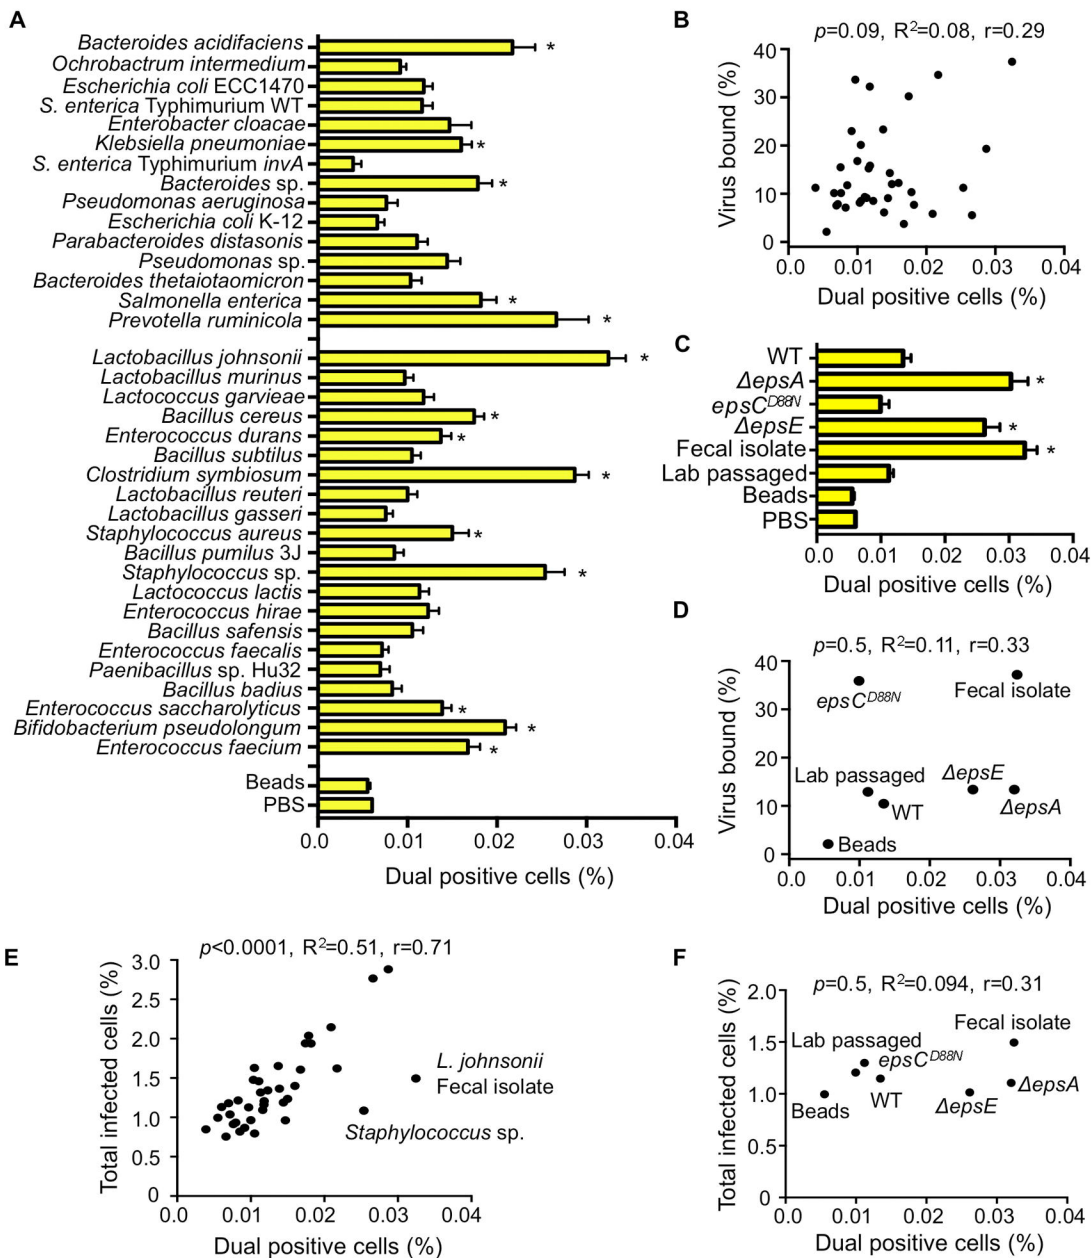 A
Bacteroides acidifaciens *
Ochrobactrum intermedium
Escherichia coli ECC1470
S. enterica Typhimurium WT
Enterobacter cloacae
Klebsiella pneumoniae *
S. enterica Typhimurium invA
Bacteroides sp. *
Pseudomonas aeruginosa
Escherichia coli K-12
Parabacteroides distasonis
Pseudomonas sp.
Bacteroides thetaiotaomicron
Salmonella enterica *
Prevotella ruminicola *
Lactobacillus johnsonii *
Lactobacillus murinus
Lactococcus garvieae
Bacillus cereus *
Enterococcus durans *
Bacillus subtilus
Clostridium symbiosum *
Lactobacillus reuteri
Lactobacillus gasseri
Staphylococcus aureus *
Bacillus pumilus 3J
Staphylococcus sp. *
Lactococcus lactis
Enterococcus hirae
Bacillus safensis
Enterococcus faecalis
Paenibacillus sp. Hu32
Bacillus badius
Enterococcus saccharolyticus *
Bifidobacterium pseudolongum *
Enterococcus faecium *
Beads
PBS
0.0 0.01 0.02 0.03 0.04
Dual positive cells (%)
B
p=0.09, R²=0.08, r=0.29
Virus bound (%)
40
30
20
10
0
0.0 0.01 0.02 0.03 0.04
Dual positive cells (%)
C
WT
ΔepsA *
epsC^D88N
ΔepsE *
Fecal isolate *
Lab passaged
Beads
PBS
0.0 0.01 0.02 0.03 0.04
Dual positive cells (%)
D
p=0.5, R²=0.11, r=0.33
Virus bound (%)
40
30
20
10
0
epsC^D88N
Fecal isolate
Lab passaged
ΔepsE
WT
ΔepsA
Beads
0.0 0.01 0.02 0.03 0.04
Dual positive cells (%)
E
p<0.0001, R²=0.51, r=0.71
Total infected cells (%)
3.0
2.5
2.0
1.5
1.0
0.5
0
L. johnsonii
Fecal isolate
Staphylococcus sp.
0.0 0.01 0.02 0.03 0.04
Dual positive cells (%)
F
p=0.5, R²=0.094, r=0.31
Total infected cells (%)
2.0
1.5
1.0
0.5
0
Fecal isolate
Lab passaged
epsC^D88N
Beads
WT
ΔepsE
ΔepsA
0.0 0.01 0.02 0.03 0.04
Dual positive cells (%)